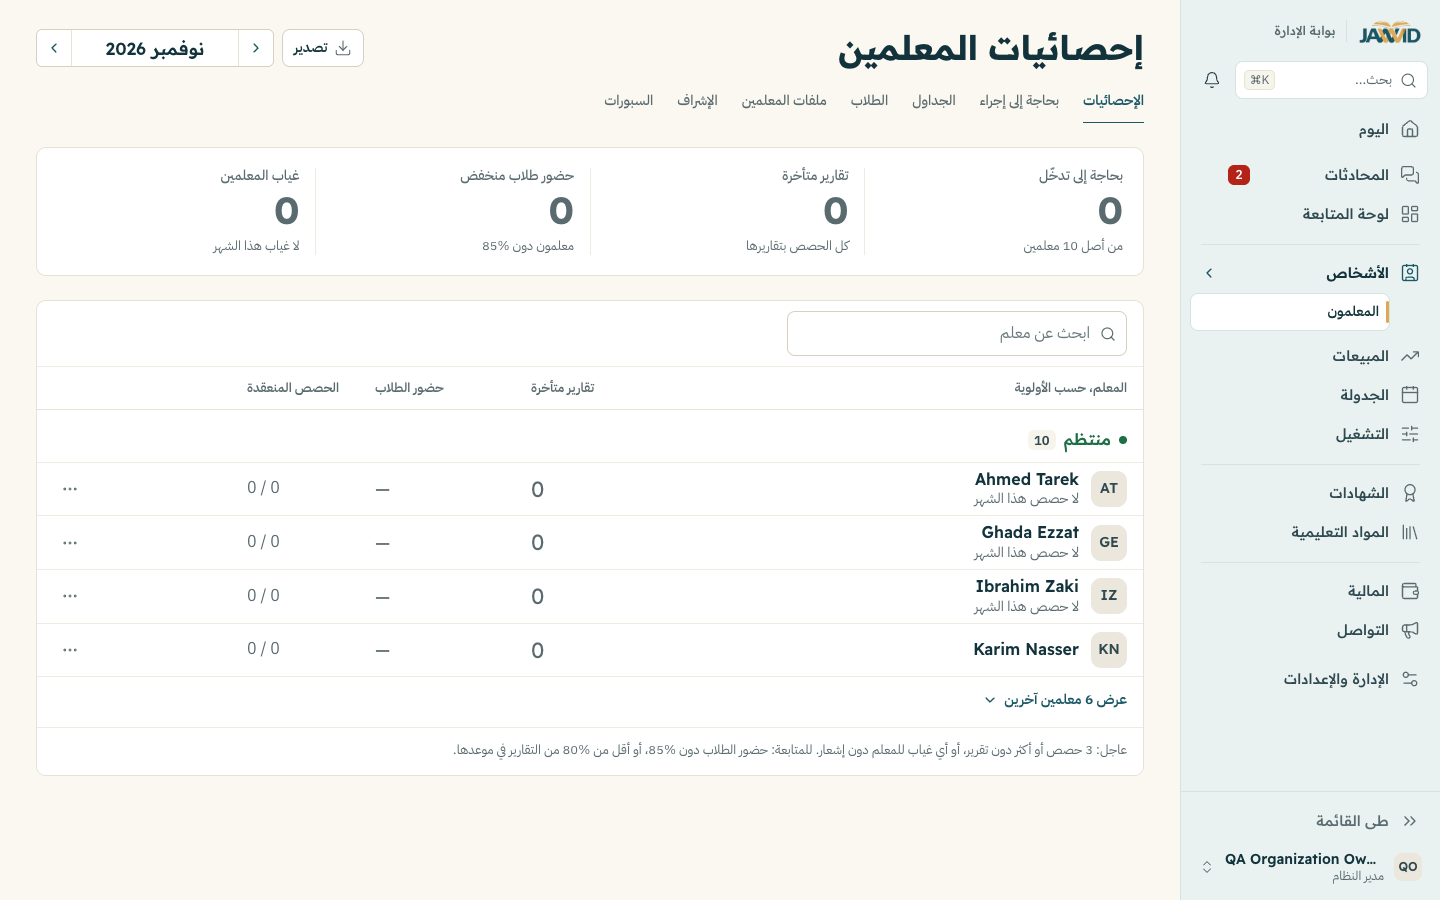 JAWWID
بوابة الإدارة
بحث...
⌘K
اليوم
المحادثات
2
لوحة المتابعة
الأشخاص
المعلمون
المبيعات
الجدولة
التشغيل
الشهادات
المواد التعليمية
المالية
التواصل
الإدارة والإعدادات
طي القائمة
QO
QA Organization Ow...
مدير النظام
إحصائيات المعلمين
تصدير
نوفمبر 2026
الإحصائيات
بحاجة إلى إجراء
الجداول
الطلاب
ملفات المعلمين
الإشراف
السبورات
بحاجة إلى تدخّل
0
من أصل 10 معلمين
تقارير متأخرة
0
كل الحصص بتقاريرها
حضور طلاب منخفض
0
معلمون دون 85%
غياب المعلمين
0
لا غياب هذا الشهر
ابحث عن معلم
المعلم، حسب الأولوية
تقارير متأخرة
حضور الطلاب
الحصص المنعقدة
منتظم 10
AT
Ahmed Tarek
لا حصص هذا الشهر
0
—
0 / 0
GE
Ghada Ezzat
لا حصص هذا الشهر
0
—
0 / 0
IZ
Ibrahim Zaki
لا حصص هذا الشهر
0
—
0 / 0
KN
Karim Nasser
0
—
0 / 0
عرض 6 معلمين آخرين
عاجل: 3 حصص أو أكثر دون تقرير، أو أي غياب للمعلم دون إشعار. للمتابعة: حضور الطلاب دون 85%، أو أقل من 80% من التقارير في موعدها.